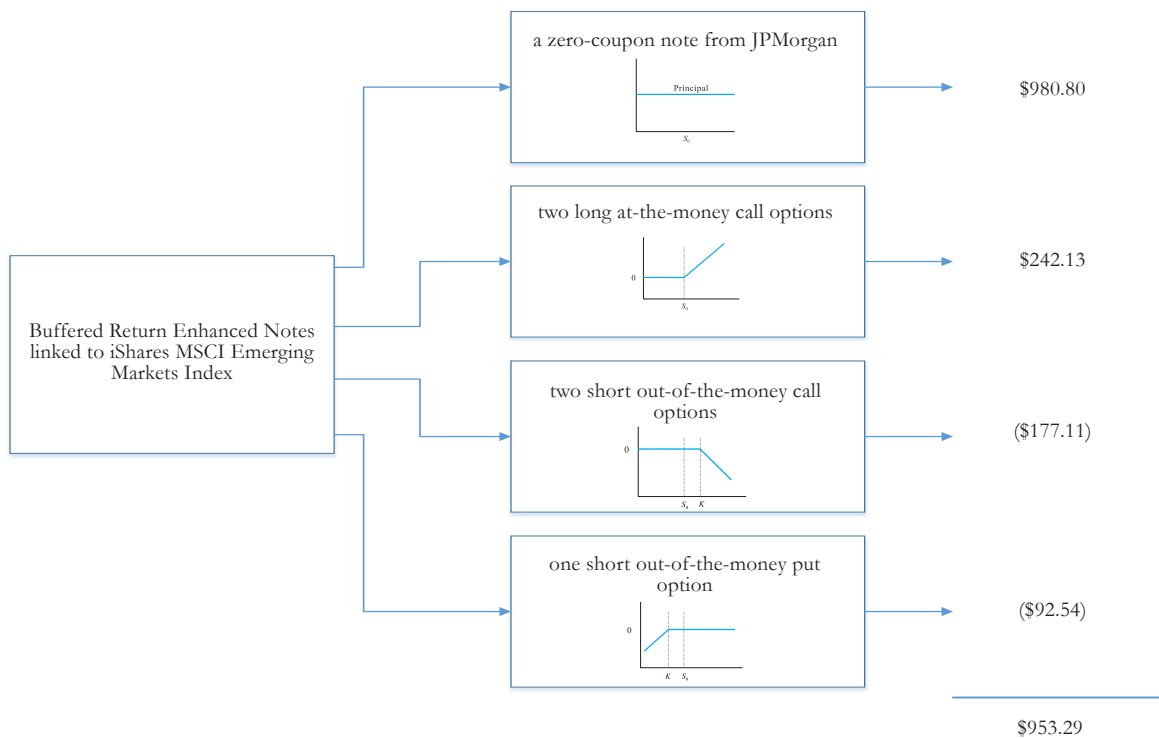 a zero-coupon note from JPMorgan
Principal
S₀
$980.80
two long at-the-money call options
0
S₀
$242.13
Buffered Return Enhanced Notes
linked to iShares MSCI Emerging
Markets Index
two short out-of-the-money call
options
0
S₀ K
($177.11)
one short out-of-the-money put
option
0
K S₀
($92.54)
$953.29